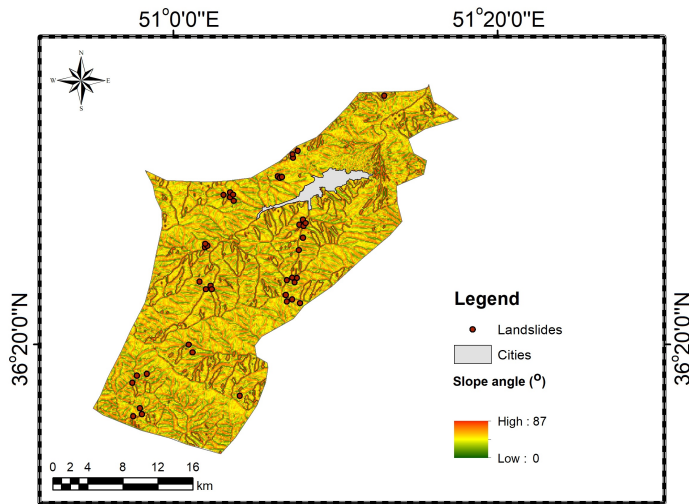 51°0'0"E 51°20'0"E
N
W E
S
36°20'0"N 36°20'0"N
Legend
Landslides
Cities
Slope angle (°)
High : 87
Low : 0
0 2 4 8 12 16
km